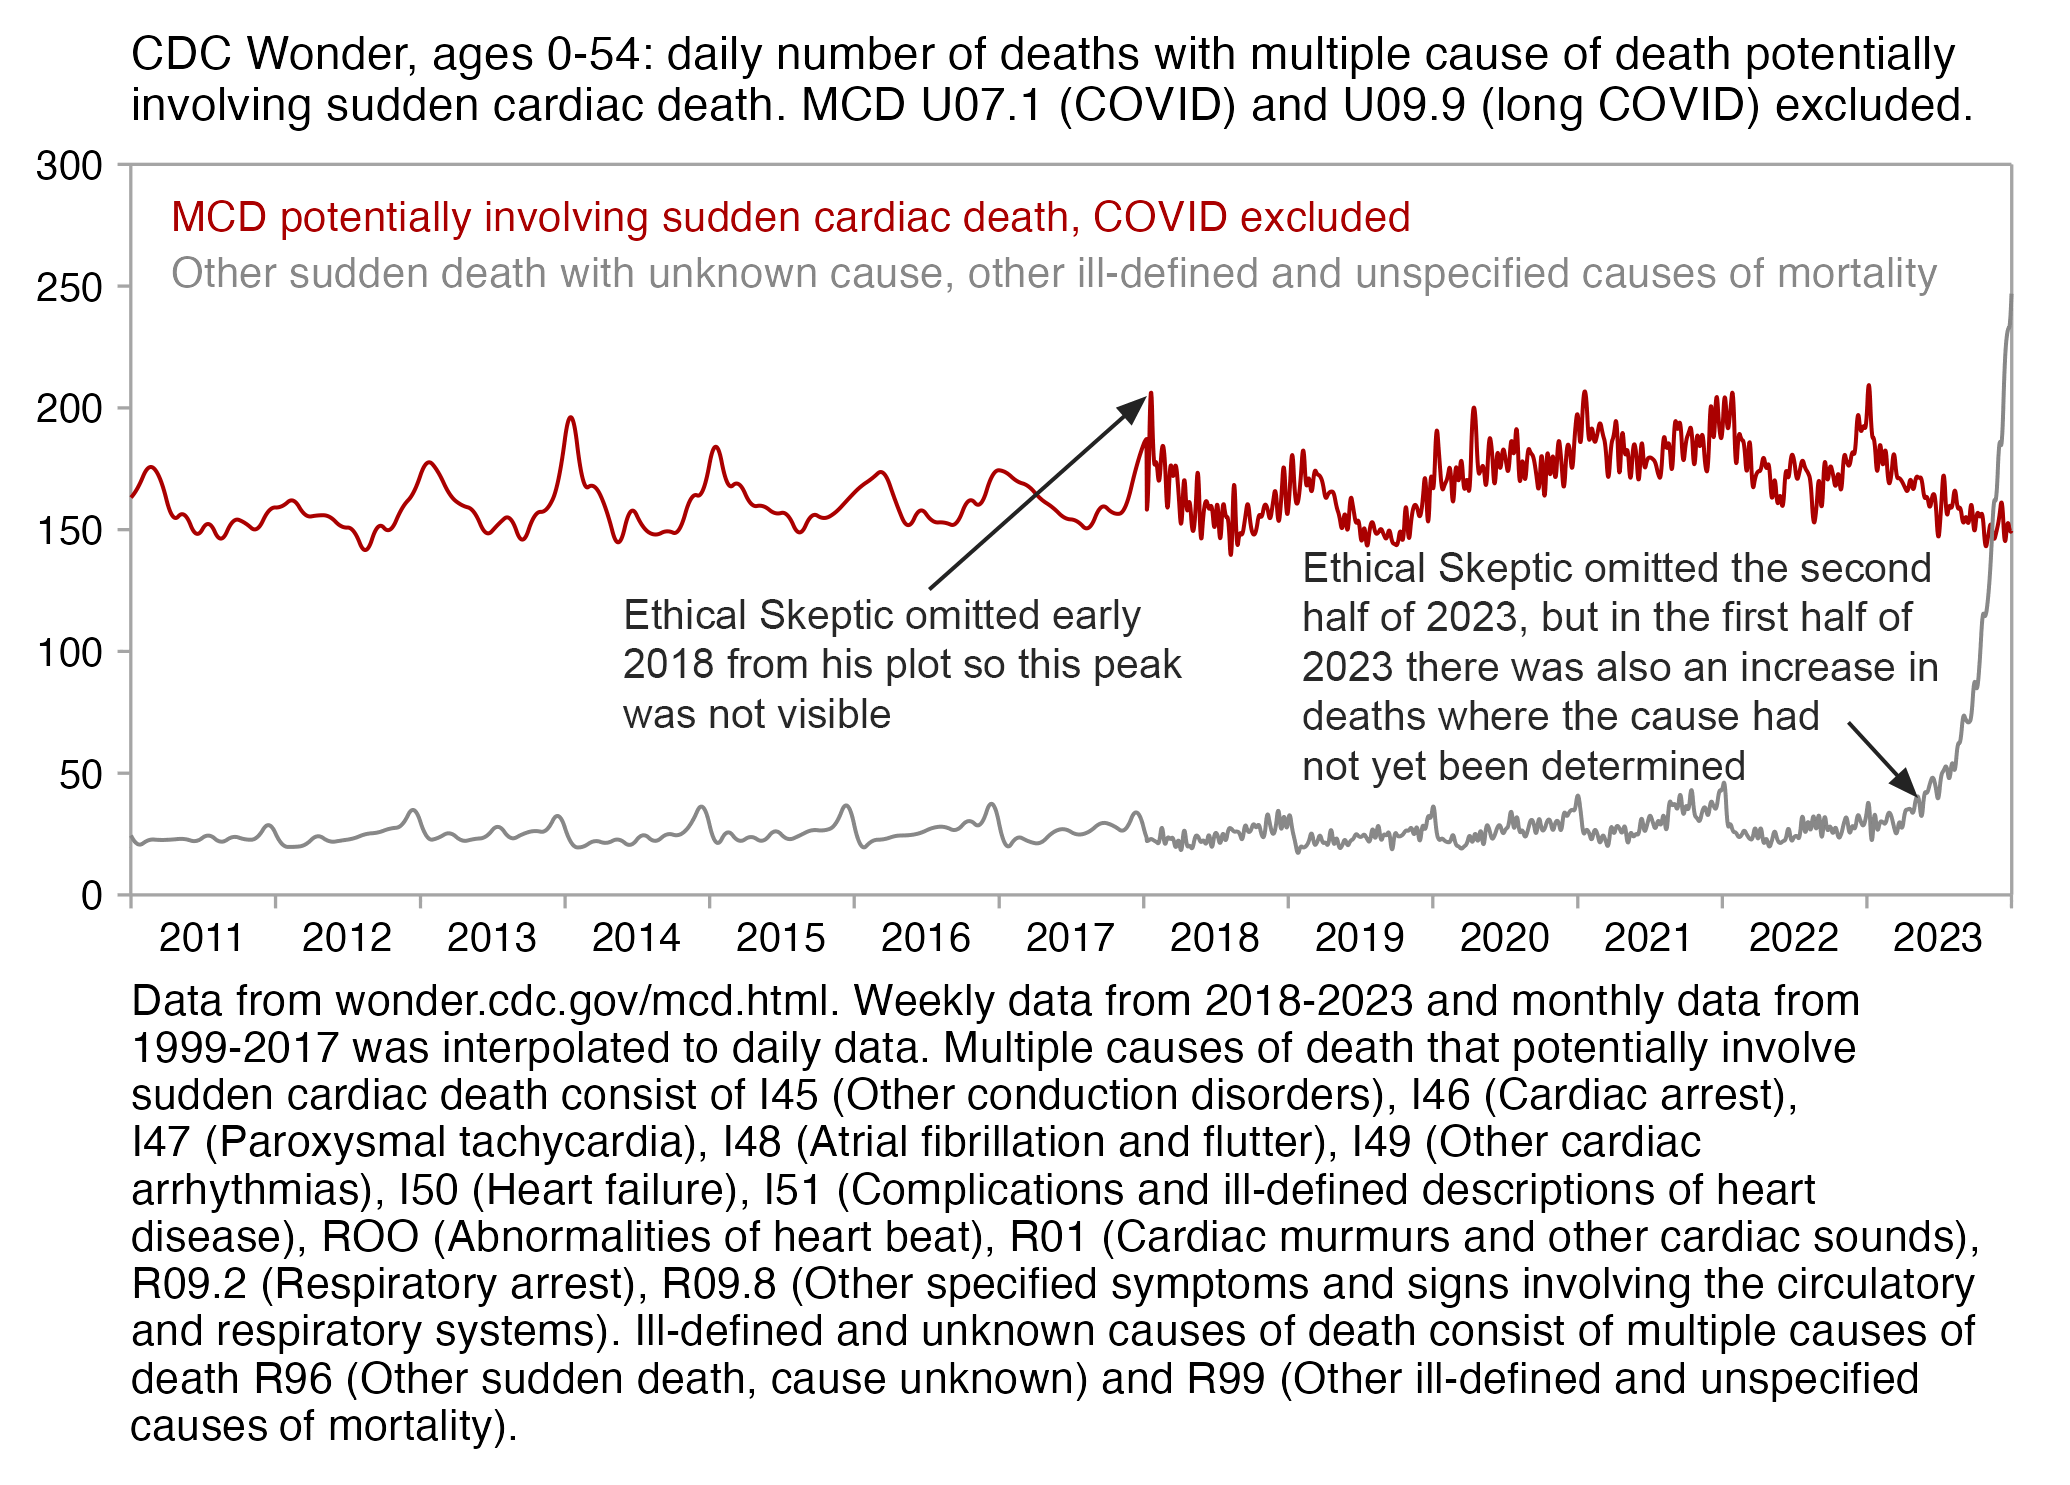 CDC Wonder, ages 0-54: daily number of deaths with multiple cause of death potentially
involving sudden cardiac death. MCD U07.1 (COVID) and U09.9 (long COVID) excluded.
300
MCD potentially involving sudden cardiac death, COVID excluded
Other sudden death with unknown cause, other ill-defined and unspecified causes of mortality
250
200
150
Ethical Skeptic omitted early
2018 from his plot so this peak
was not visible
Ethical Skeptic omitted the second
half of 2023, but in the first half of
2023 there was also an increase in
deaths where the cause had
not yet been determined
100
50
0
2011 2012 2013 2014 2015 2016 2017 2018 2019 2020 2021 2022 2023
Data from wonder.cdc.gov/mcd.html. Weekly data from 2018-2023 and monthly data from
1999-2017 was interpolated to daily data. Multiple causes of death that potentially involve
sudden cardiac death consist of I45 (Other conduction disorders), I46 (Cardiac arrest),
I47 (Paroxysmal tachycardia), I48 (Atrial fibrillation and flutter), I49 (Other cardiac
arrhythmias), I50 (Heart failure), I51 (Complications and ill-defined descriptions of heart
disease), ROO (Abnormalities of heart beat), R01 (Cardiac murmurs and other cardiac sounds),
R09.2 (Respiratory arrest), R09.8 (Other specified symptoms and signs involving the circulatory
and respiratory systems). Ill-defined and unknown causes of death consist of multiple causes of
death R96 (Other sudden death, cause unknown) and R99 (Other ill-defined and unspecified
causes of mortality).